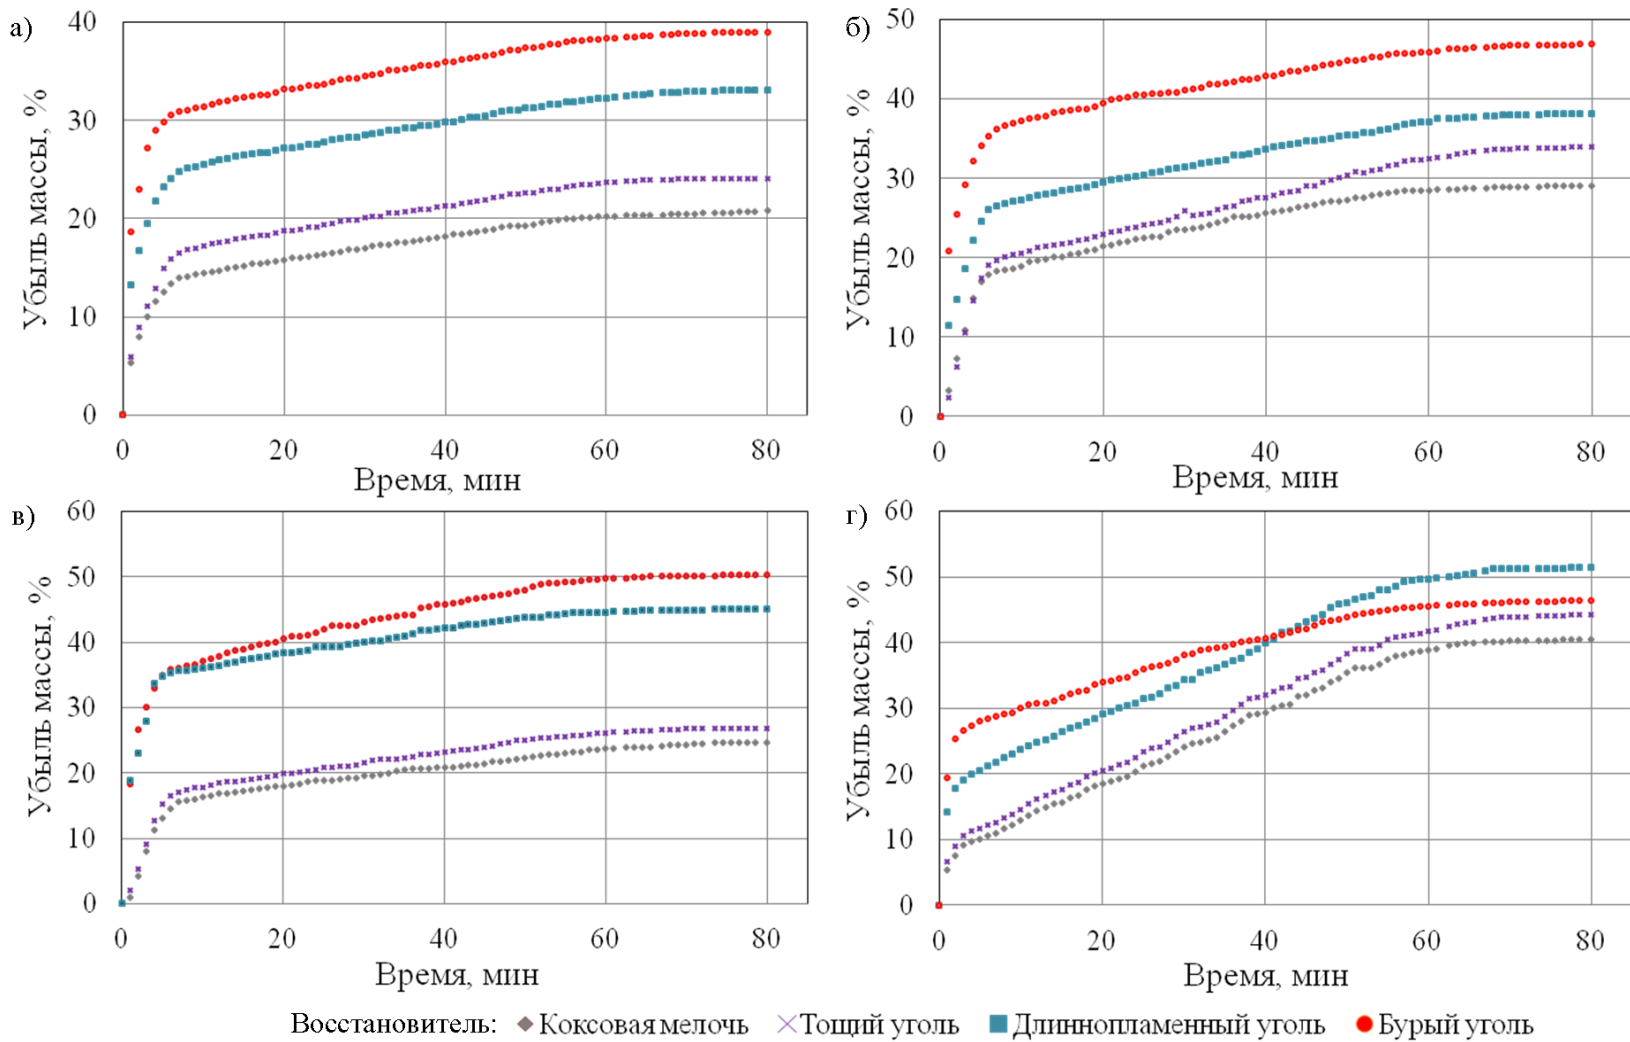 а)
40
30
20
10
0
Убыль массы, %
0 20 40 60 80
Время, мин
б)
50
40
30
20
10
0
Убыль массы, %
0 20 40 60 80
Время, мин
в)
60
50
40
30
20
10
0
Убыль массы, %
0 20 40 60 80
Время, мин
г)
60
50
40
30
20
10
0
Убыль массы, %
0 20 40 60 80
Время, мин
Восстановитель: Коксовая мелочь Тощий уголь Длиннопламенный уголь Бурый уголь